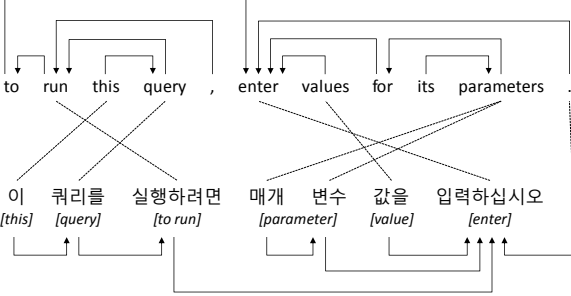 to run this query , enter values for its parameters .
이 쿼리를 실행하려면 매개 변수 값을 입력하십시오
[this] [query] [to run] [parameter] [value] [enter]